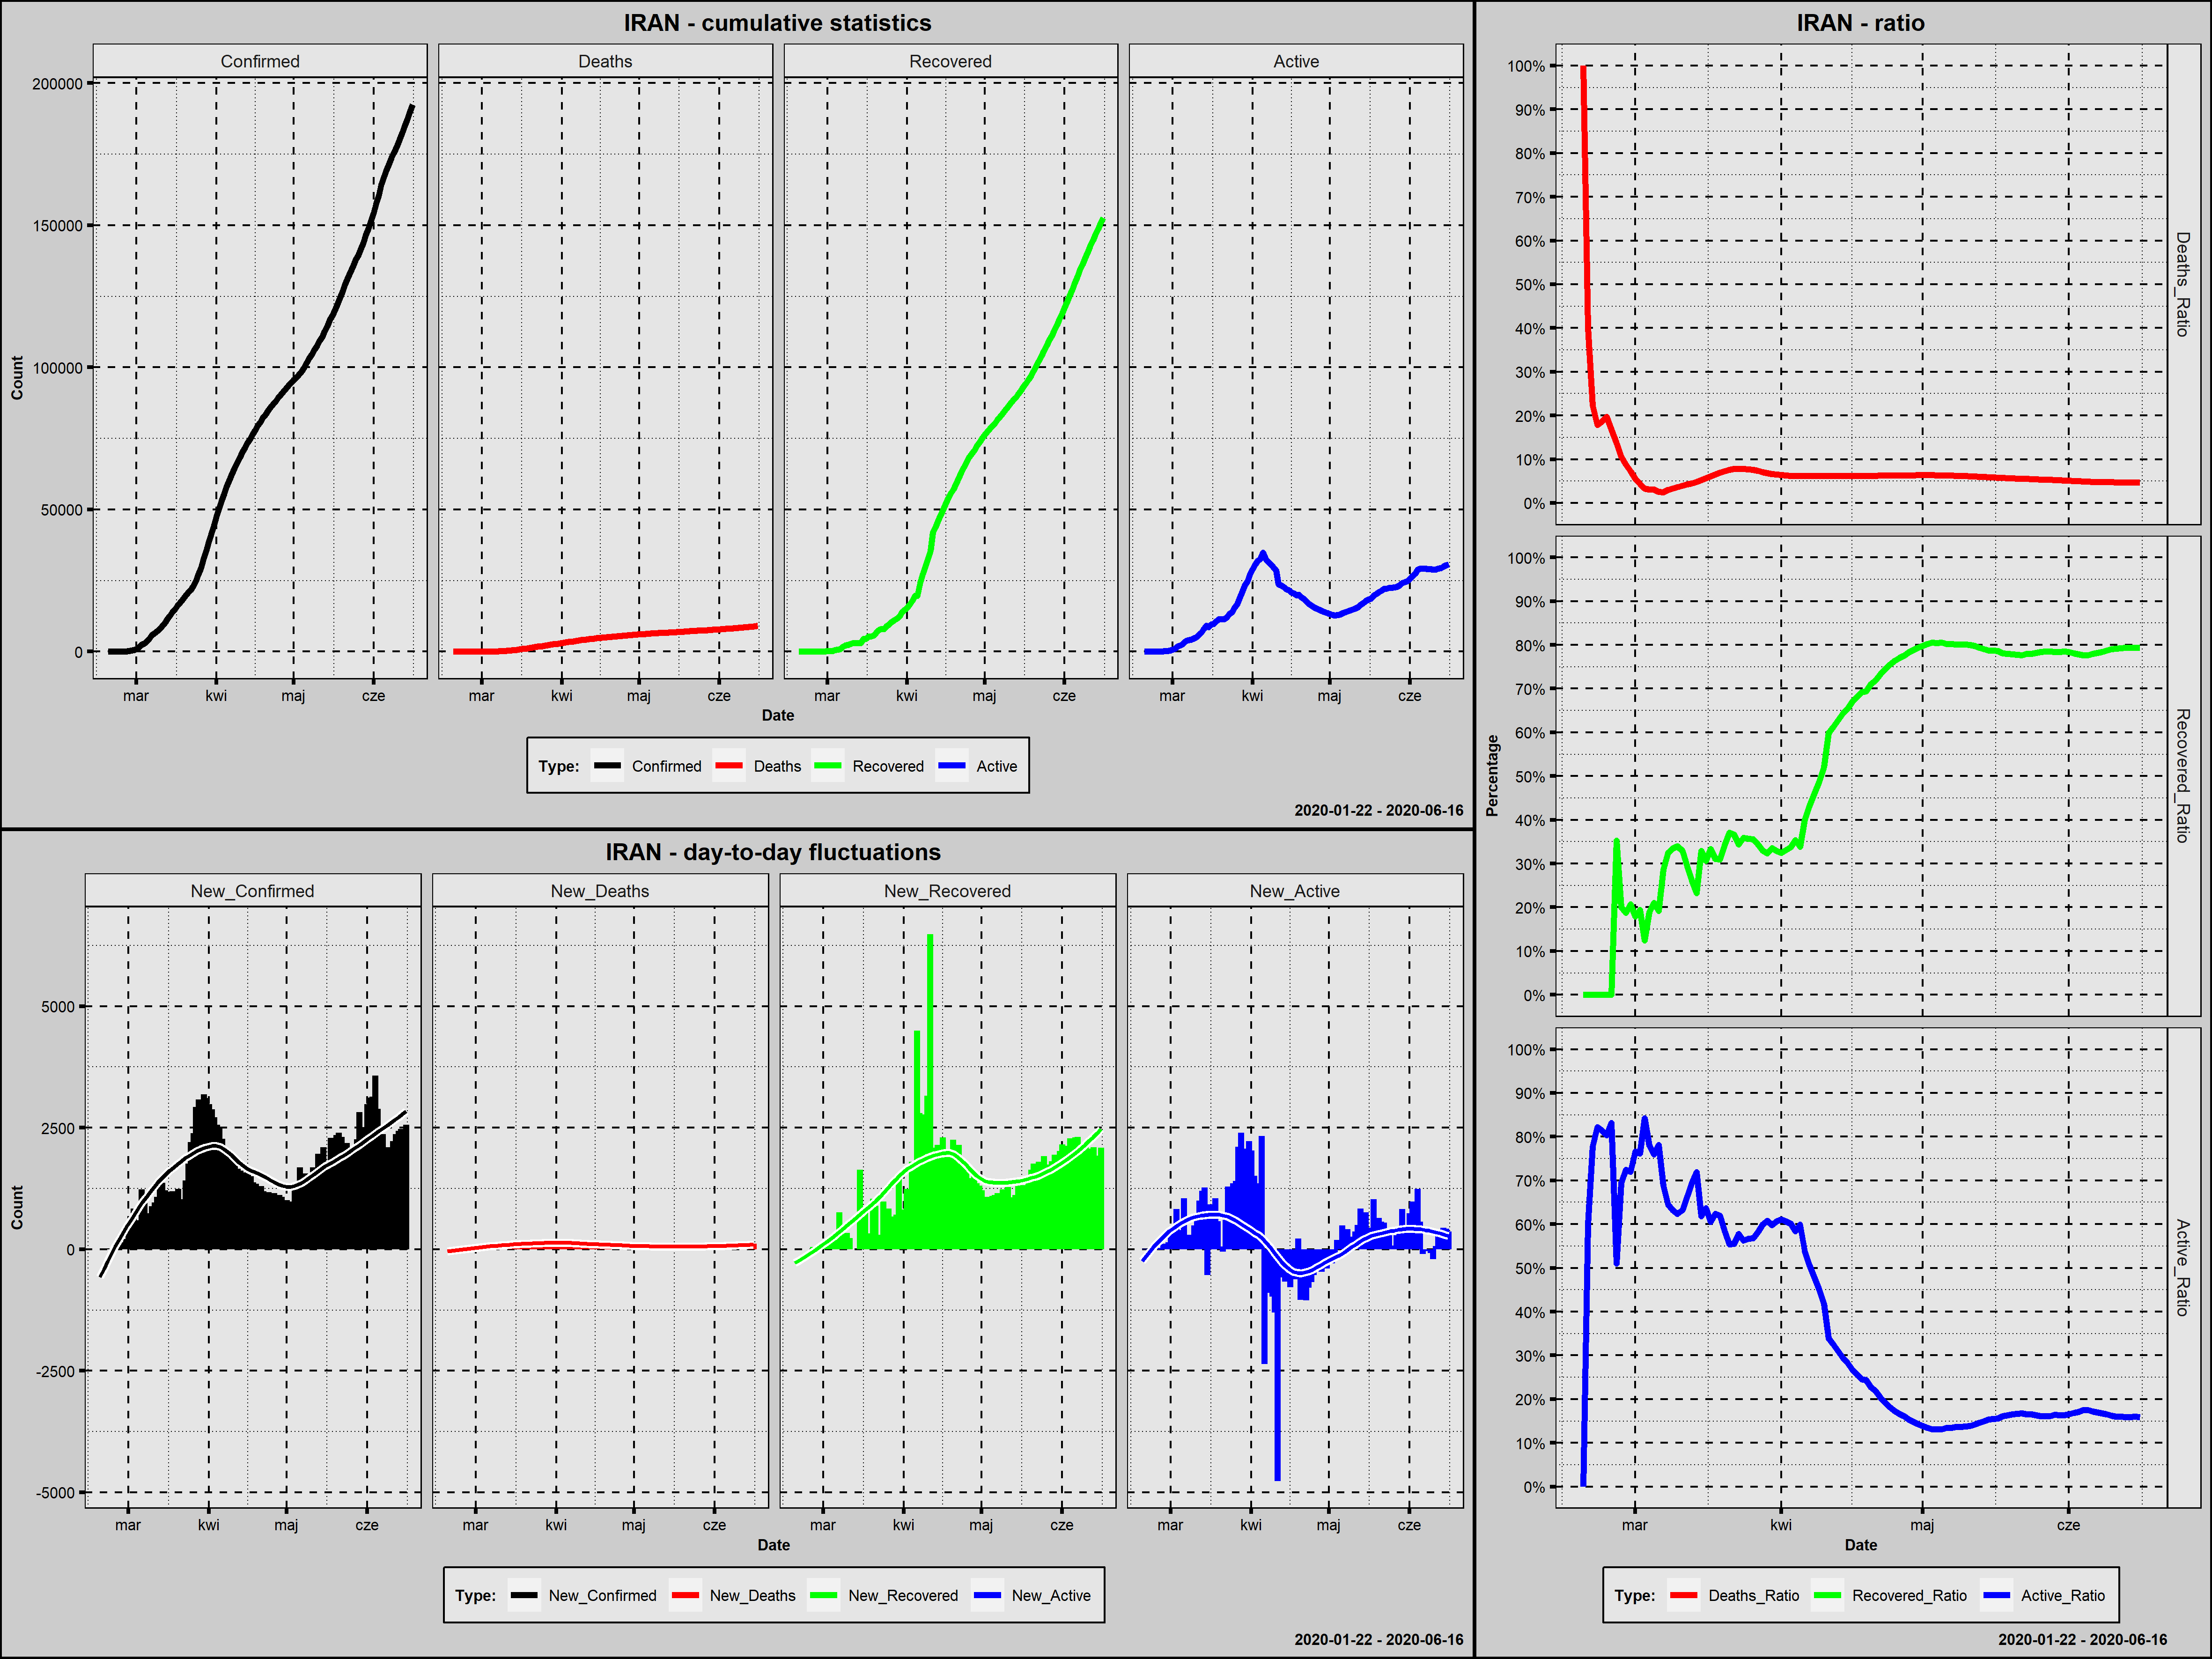 IRAN - cumulative statistics
Confirmed Deaths Recovered Active
200000
150000
100000
50000
0
Count
mar kwi maj cze mar kwi maj cze mar kwi maj cze mar kwi maj cze
Date
Type: Confirmed Deaths Recovered Active
2020-01-22 - 2020-06-16
IRAN - day-to-day fluctuations
New_Confirmed New_Deaths New_Recovered New_Active
5000
2500
0
-2500
-5000
Count
mar kwi maj cze mar kwi maj cze mar kwi maj cze mar kwi maj cze
Date
Type: New_Confirmed New_Deaths New_Recovered New_Active
2020-01-22 - 2020-06-16
IRAN - ratio
100%
90%
80%
70%
60%
50%
40%
30%
20%
10%
0%
Deaths_Ratio
100%
90%
80%
70%
60%
50%
40%
30%
20%
10%
0%
Recovered_Ratio
Percentage
100%
90%
80%
70%
60%
50%
40%
30%
20%
10%
0%
Active_Ratio
mar kwi maj cze
Date
Type: Deaths_Ratio Recovered_Ratio Active_Ratio
2020-01-22 - 2020-06-16